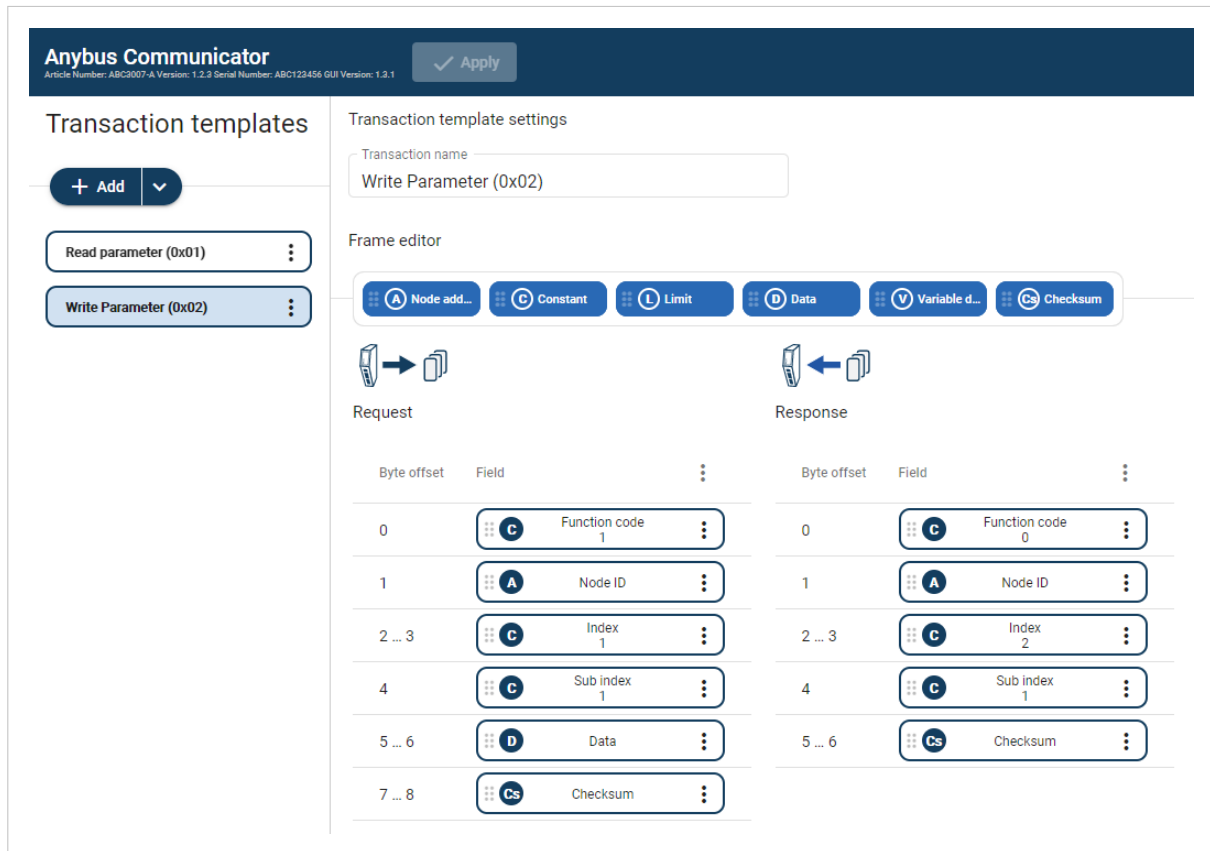 Anybus Communicator
Article Number: ABC3007-A Version: 1.2.3 Serial Number: ABC123456 GUI Version: 1.3.1
Apply
Transaction templates
Add
Read parameter (0x01)
Write Parameter (0x02)
Transaction template settings
Transaction name
Write Parameter (0x02)
Frame editor
A Node add... C Constant L Limit D Data V Variable d... Cs Checksum
Request
Byte offset Field
0 C Function code
1
1 A Node ID
2 ... 3 C Index
1
4 C Sub index
1
5 ... 6 D Data
7 ... 8 Cs Checksum
Response
Byte offset Field
0 C Function code
0
1 A Node ID
2 ... 3 C Index
2
4 C Sub index
1
5 ... 6 Cs Checksum